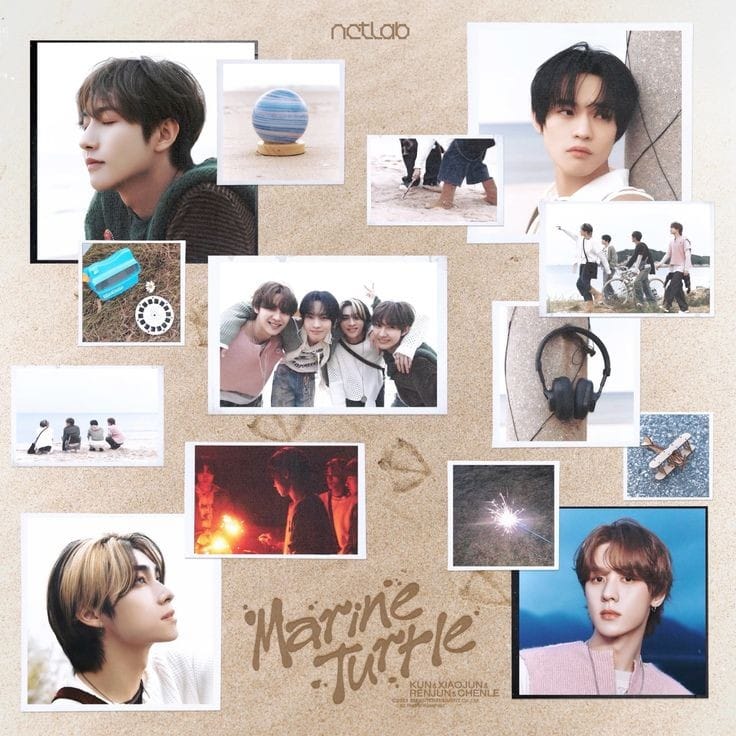 nctlab
Marine
Turtle
KUN & XIAOJUN &
RENJUN & CHENLE